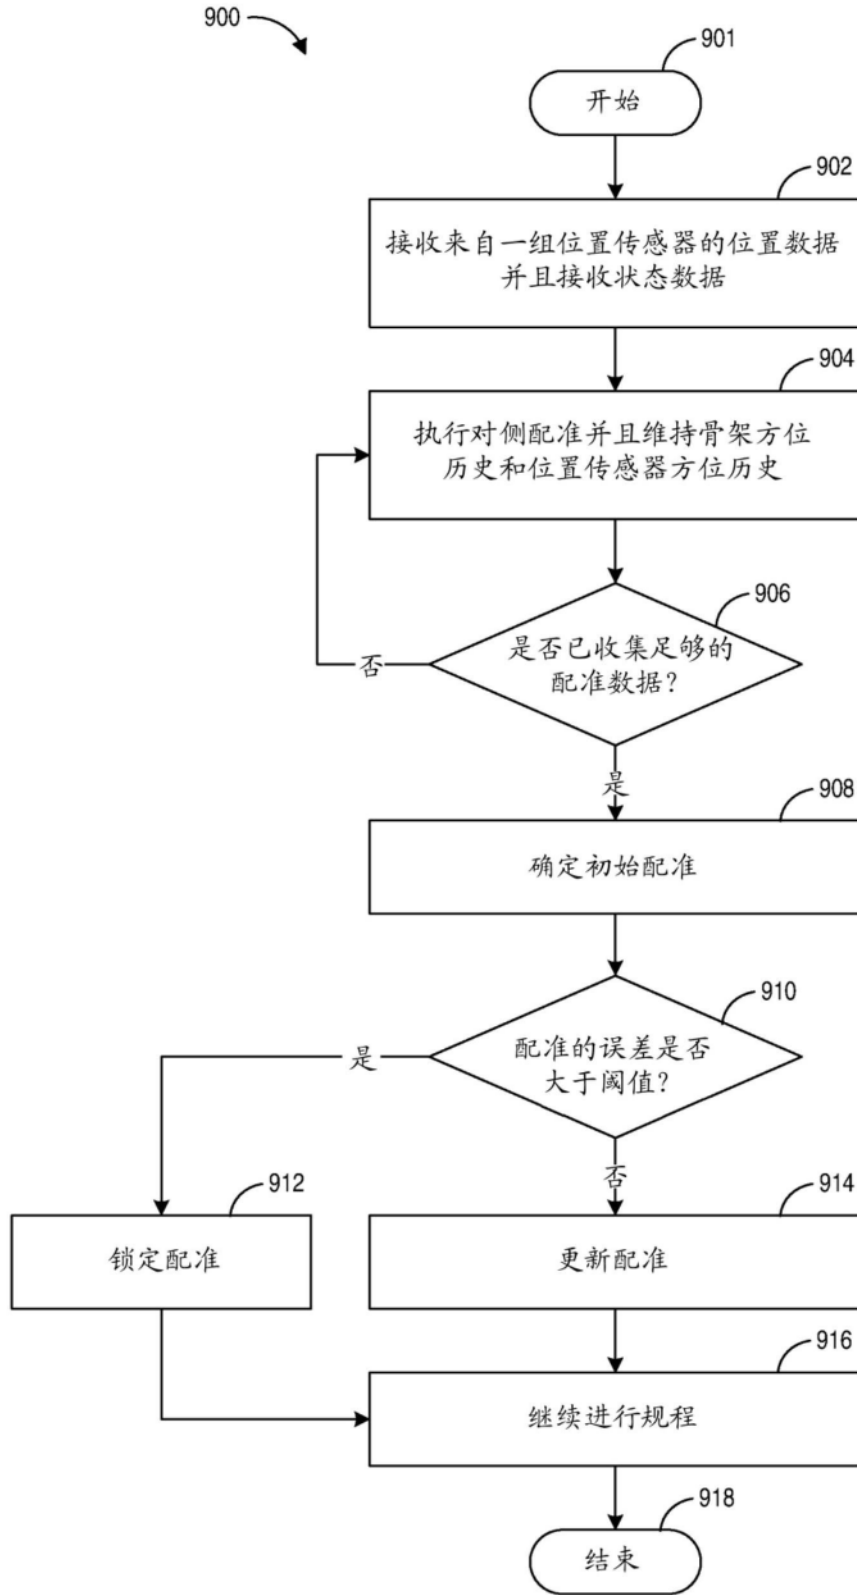 900
901
开始
902
接收来自一组位置传感器的位置数据
并且接收状态数据
904
执行对侧配准并且维持骨架方位
历史和位置传感器方位历史
906
是否已收集足够的
配准数据?
否
是
908
确定初始配准
910
配准的误差是否
大于阈值?
是
否
912
锁定配准
914
更新配准
916
继续进行规程
918
结束